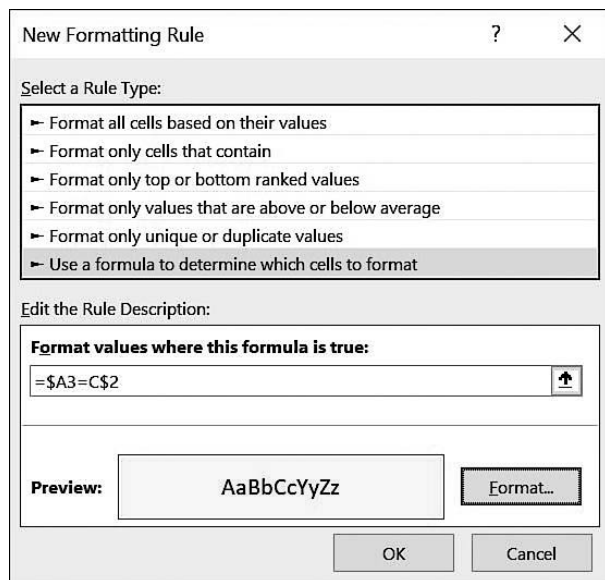 New Formatting Rule ? ×
Select a Rule Type:
► Format all cells based on their values
► Format only cells that contain
► Format only top or bottom ranked values
► Format only values that are above or below average
► Format only unique or duplicate values
► Use a formula to determine which cells to format
Edit the Rule Description:
Format values where this formula is true:
=$A3=C$2
Preview: AaBbCcYyZz Format...
OK Cancel